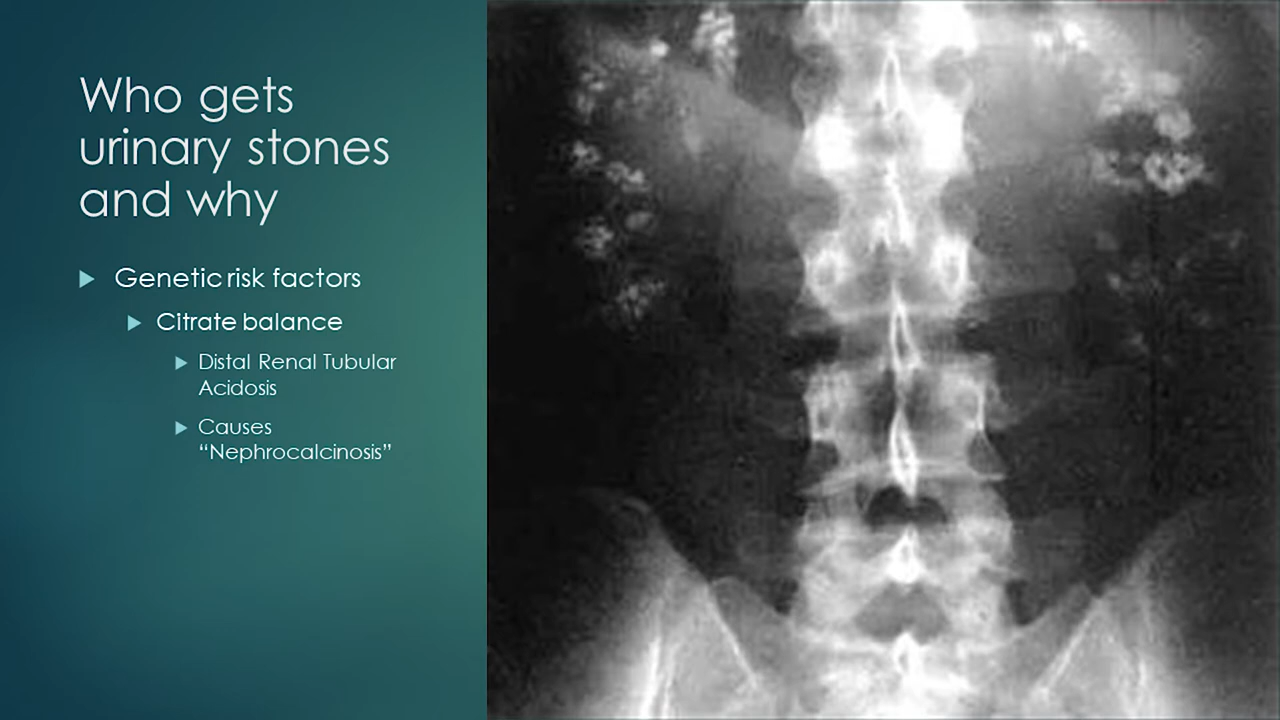 Who gets
urinary stones
and why
Genetic risk factors
Citrate balance
Distal Renal Tubular
Acidosis
Causes
“Nephrocalcinosis”